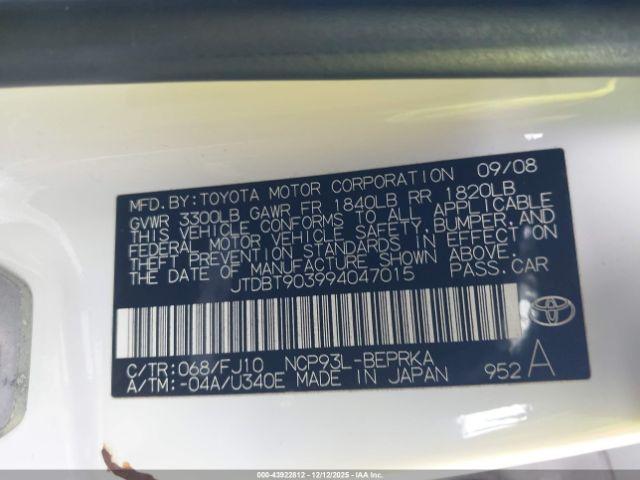 MFD. BY: TOYOTA MOTOR CORPORATION 09/08
GVWR 3300LB GAWR FR 1840LB RR 1820LB
THIS VEHICLE CONFORMS TO ALL APPLICABLE
FEDERAL MOTOR VEHICLE SAFETY, BUMPER, AND
THEFT PREVENTION STANDARDS IN EFFECT ON
THE DATE OF MANUFACTURE SHOWN ABOVE.
JTDBT903994047015 PASS. CAR
C/TR: 068/FJ10 NCP93L-BEPRKA
A/TM: -04A/U340E MADE IN JAPAN 952 A
000-43922612 - 12/12/2025 - IAAI.CA